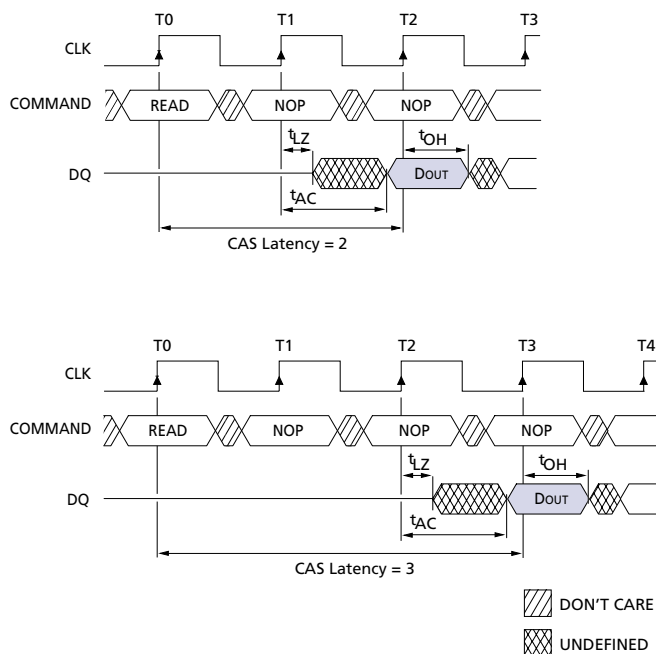 T0 T1 T2 T3
CLK
COMMAND READ NOP NOP
tLZ tOH
DQ DOUT
tAC
CAS Latency = 2
T0 T1 T2 T3 T4
CLK
COMMAND READ NOP NOP NOP
tLZ tOH
DQ DOUT
tAC
CAS Latency = 3
DON'T CARE
UNDEFINED